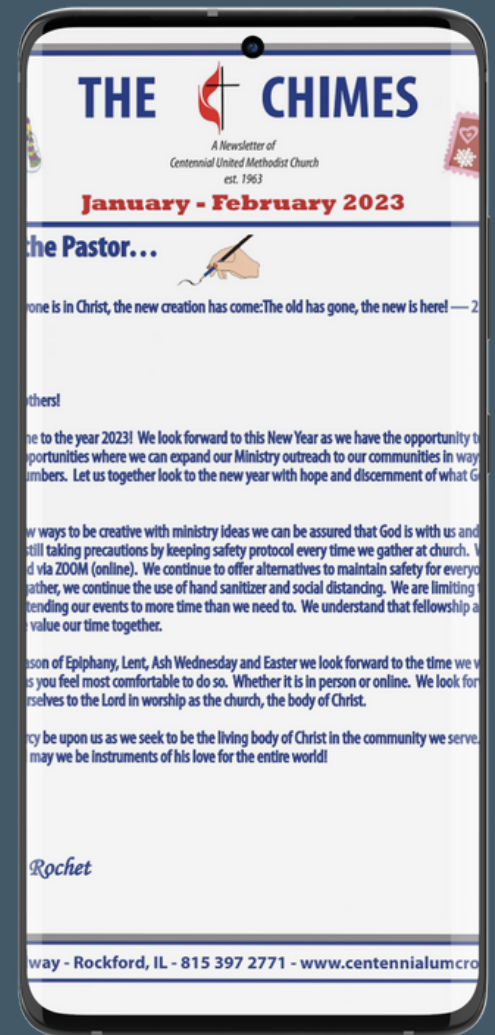 THE CHIMES
A Newsletter of
Centennial United Methodist Church
est. 1963
January - February 2023
the Pastor...
one is in Christ, the new creation has come:The old has gone, the new is here! — 2
others!
to the year 2023! We look forward to this New Year as we have the opportunity
opportunities where we can expand our Ministry outreach to our communities in way
Let us together look to the new year with hope and discernment of what
ways to be creative with ministry ideas we can be assured that God is with us and
still taking precautions by keeping safety protocol every time we gather at church.
via ZOOM (online). We continue to offer alternatives to maintain safety for
gather, we continue the use of hand sanitizer and social distancing. We are limiting
our events to more time than we need to. We understand that fellowship a
value our time together.
of Epiphany, Lent, Ash Wednesday and Easter we look forward to the time we w
as you feel most comfortable to do so. Whether it is in person or online. We look for
to the Lord in worship as the church, the body of Christ.
be upon us as we seek to be the living body of Christ in the community we serve.
may we be instruments of his love for the entire world!
Rochet
way - Rockford, IL - 815 397 2771 - www.centennialumcro